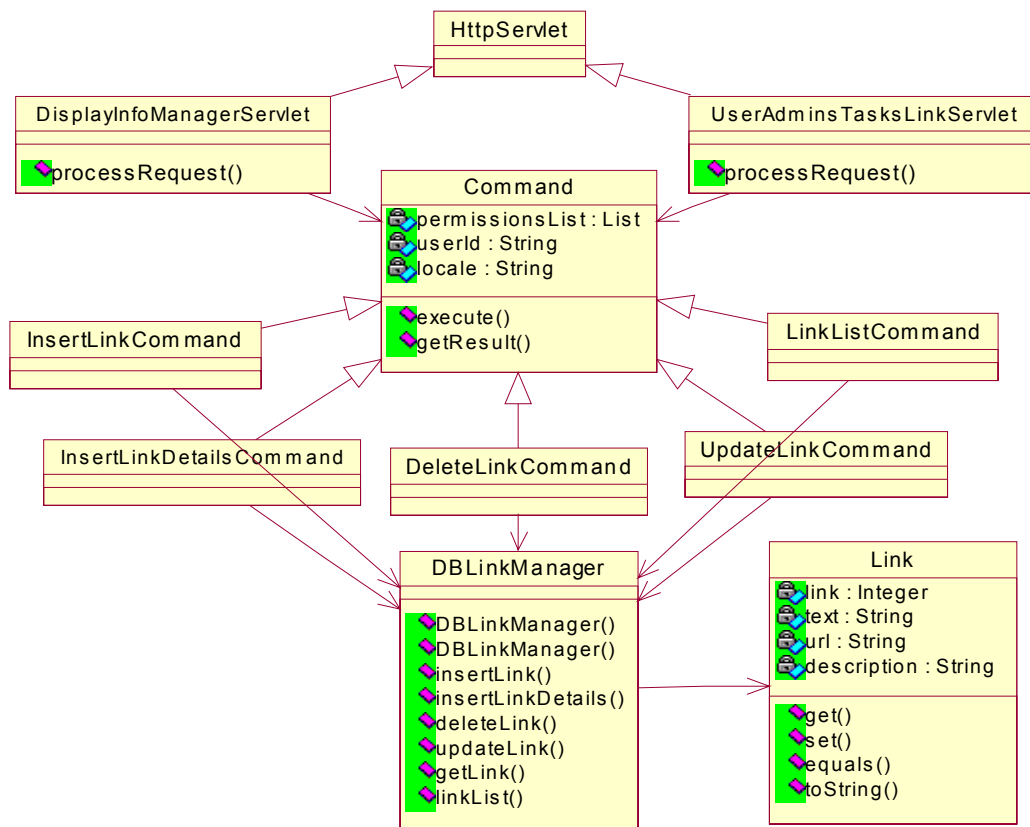 HttpServlet
DisplayInfoManagerServlet
processRequest()
UserAdminsTasksLinkServlet
processRequest()
Command
permissionsList : List
userId : String
locale : String
execute()
getResult()
InsertLinkCommand
LinkListCommand
InsertLinkDetailsCommand
DeleteLinkCommand
UpdateLinkCommand
DBLinkManager
DBLinkManager()
DBLinkManager()
insertLink()
insertLinkDetails()
deleteLink()
updateLink()
getLink()
linkList()
Link
link : Integer
text : String
url : String
description : String
get()
set()
equals()
toString()